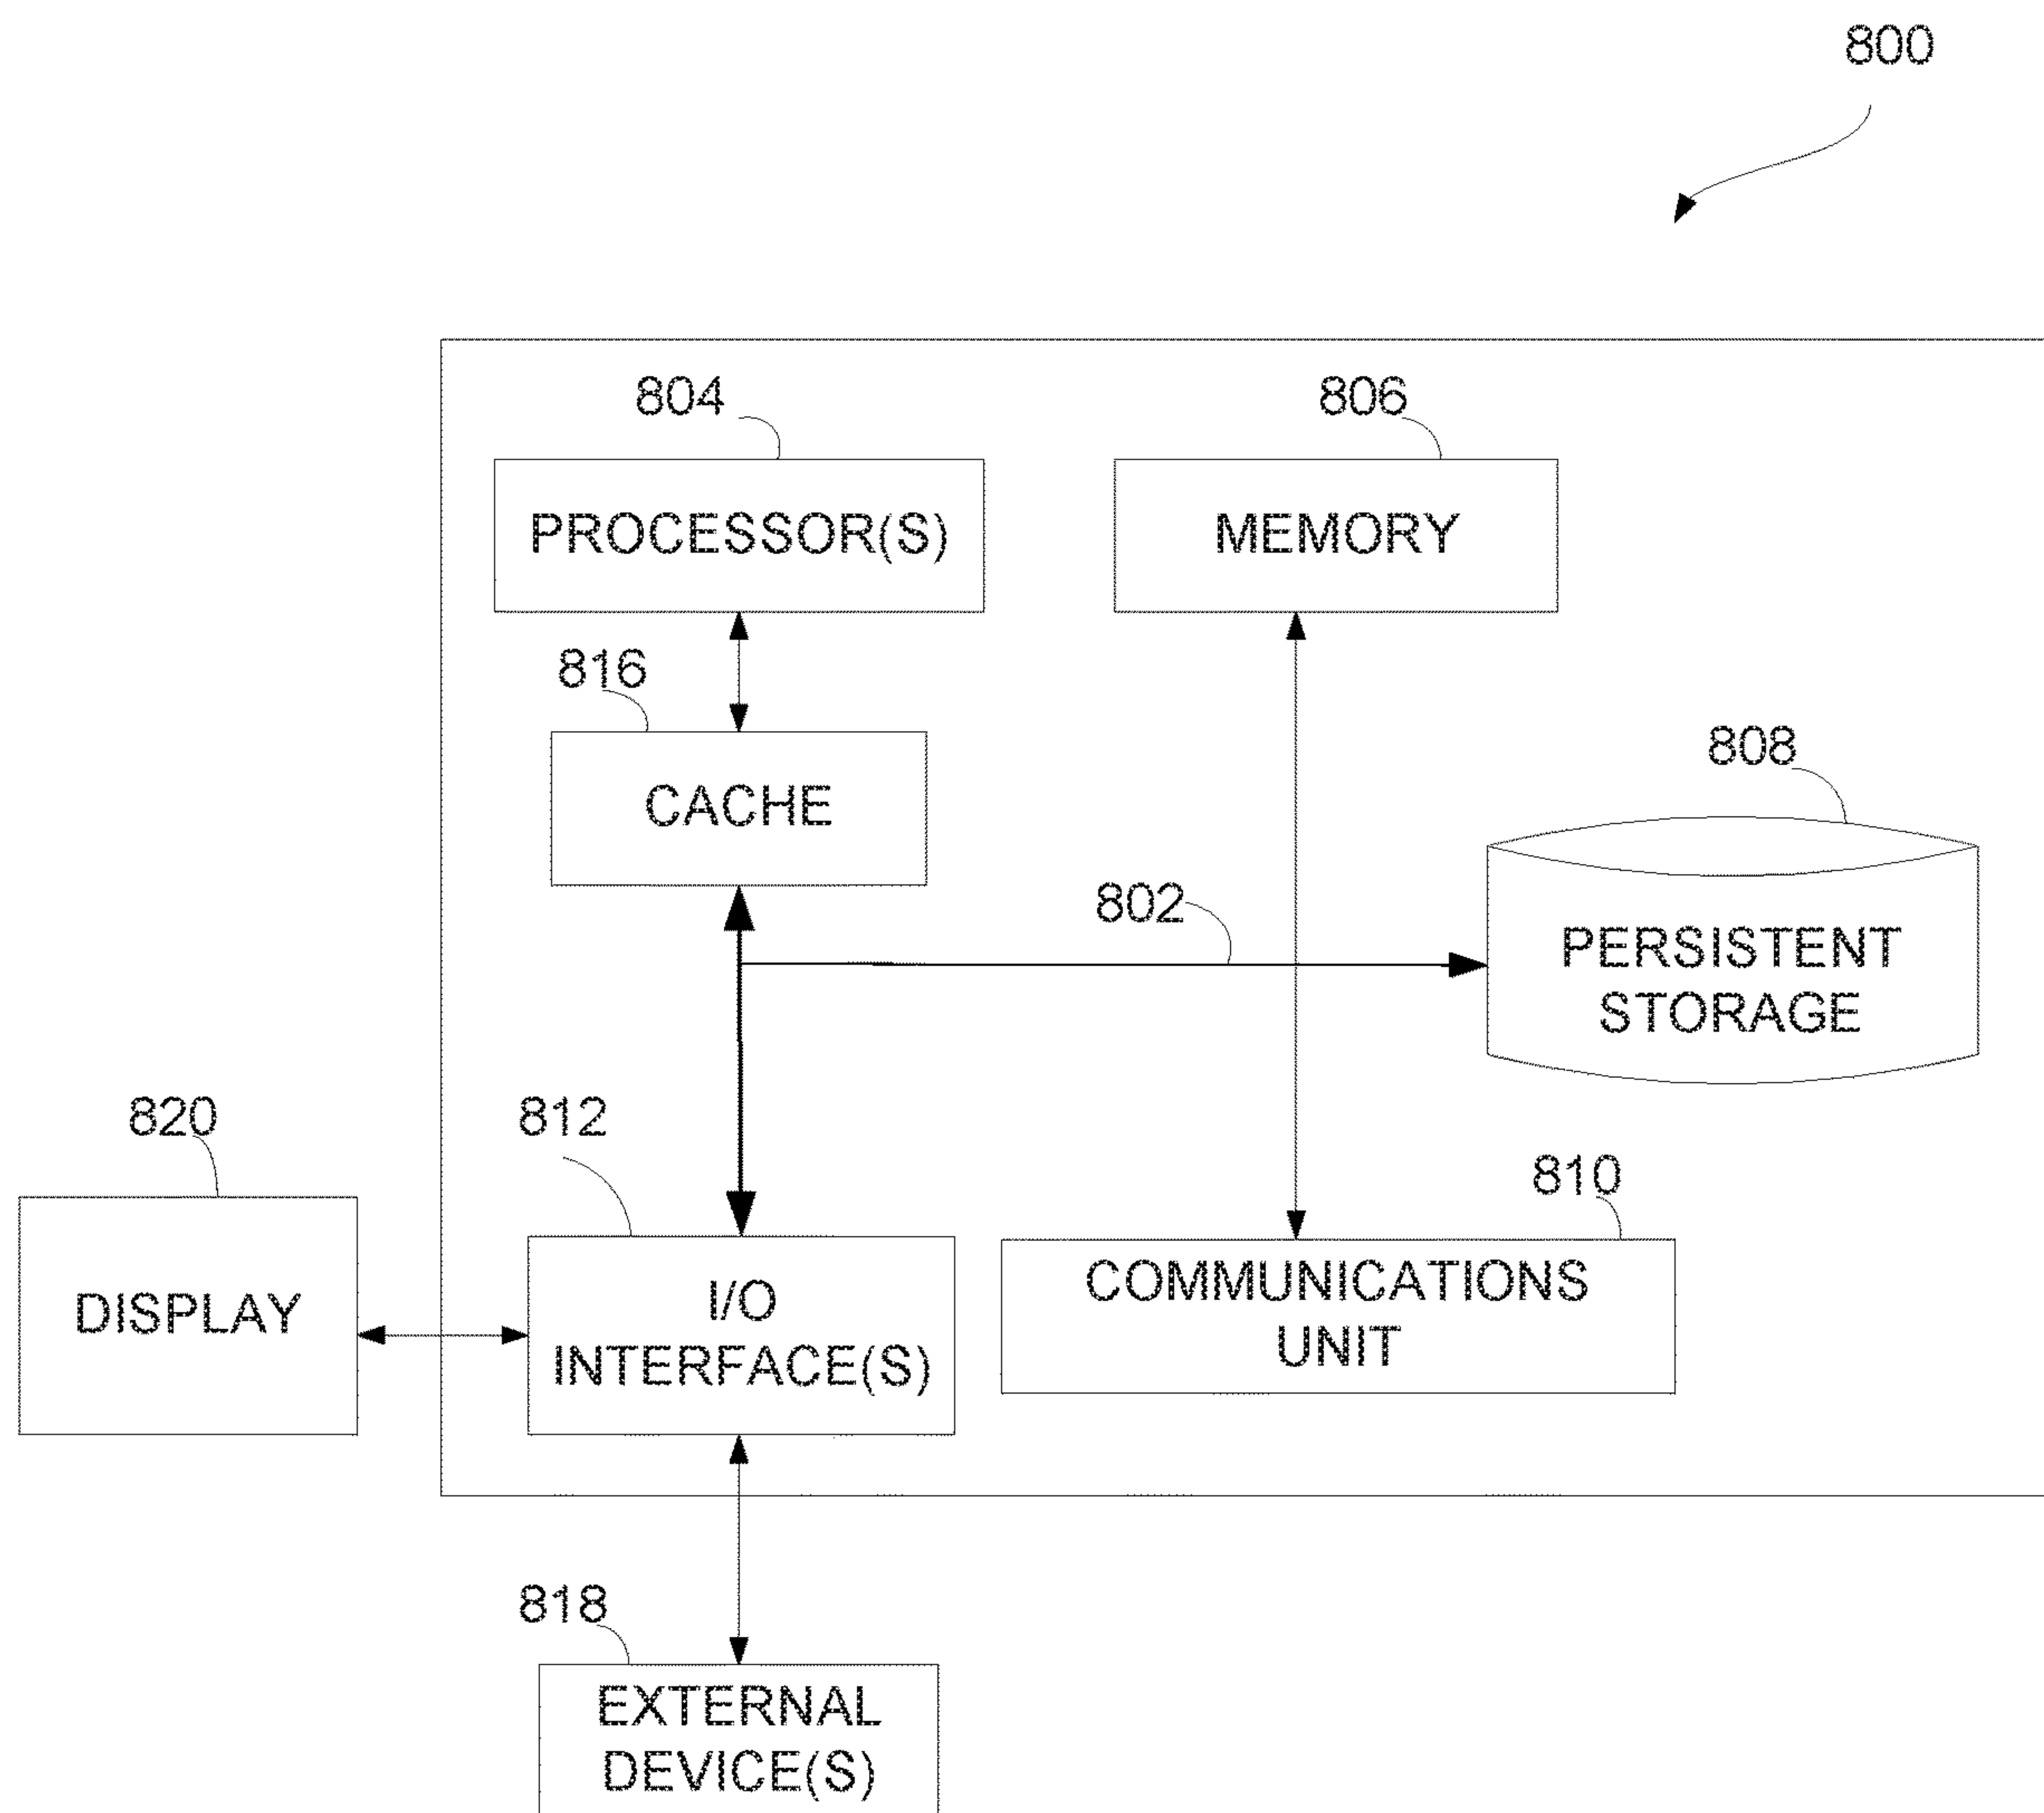 800
804
806
PROCESSOR(S)
MEMORY
816
CACHE
808
802
PERSISTENT
STORAGE
820
812
810
DISPLAY
I/O
INTERFACE(S)
COMMUNICATIONS
UNIT
818
EXTERNAL
DEVICE(S)